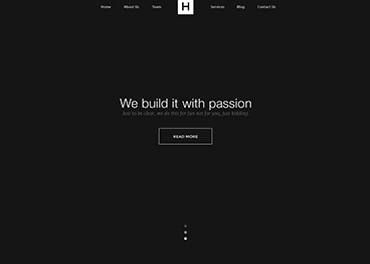 Home About Us Team H Services Blog Contact Us
We build it with passion
Just to be clear, we do this for fun not for you, just kidding.
READ MORE